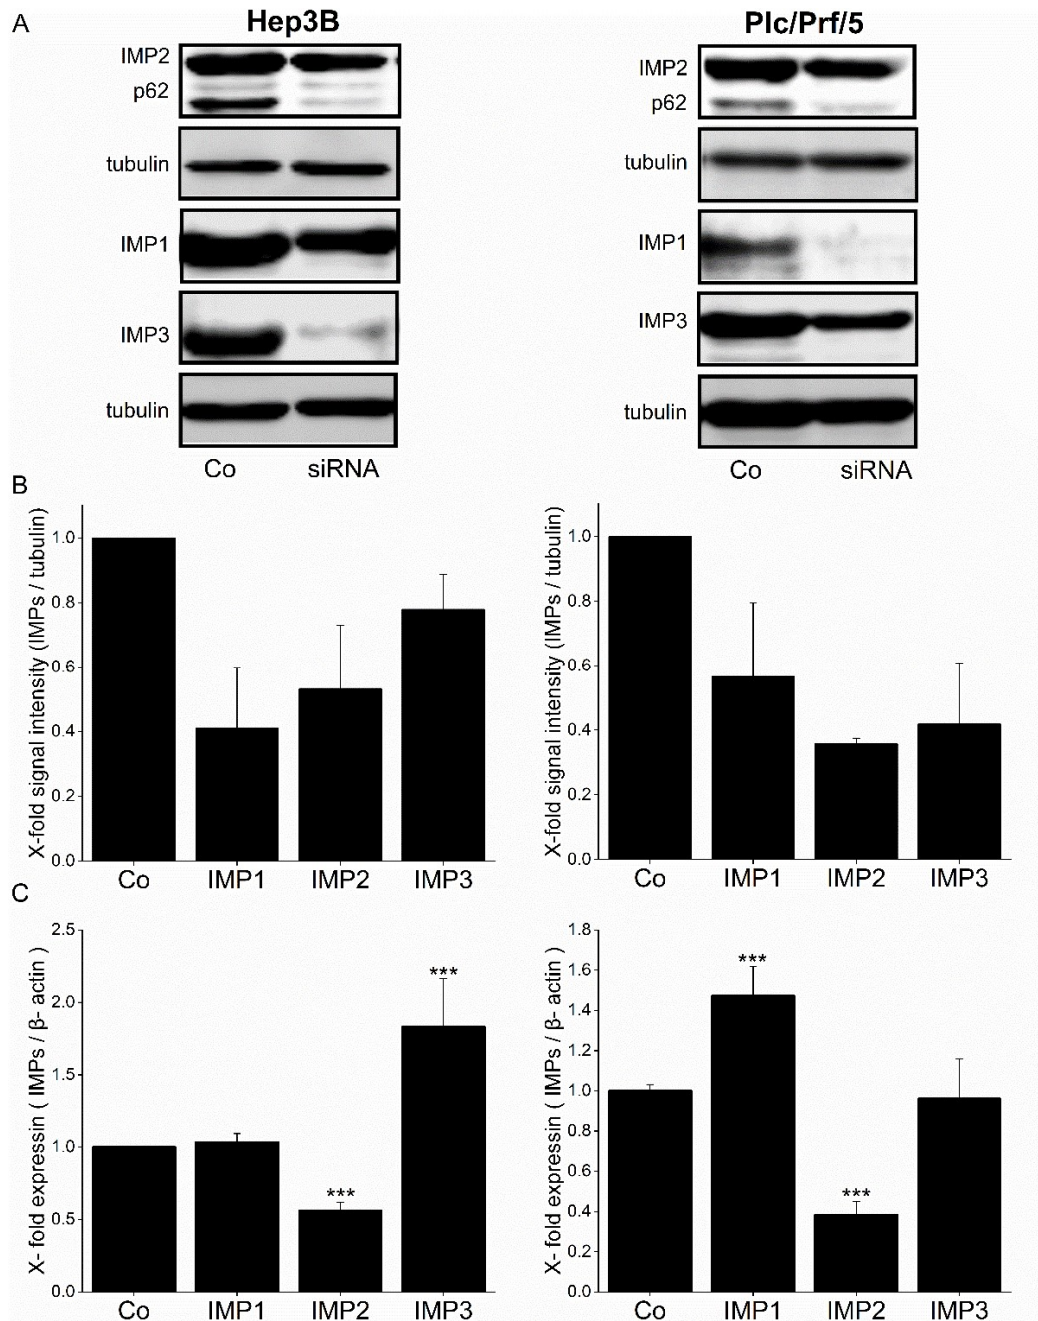 A
Hep3B
Plc/Prf/5
IMP2
p62
tubulin
IMP1
IMP3
tubulin
Co siRNA
IMP2
p62
tubulin
IMP1
IMP3
tubulin
Co siRNA
B
X-fold signal intensity (IMPs / tubulin)
1.0
0.8
0.6
0.4
0.2
0.0
Co IMP1 IMP2 IMP3
X-fold signal intensity (IMPs / tubulin)
1.0
0.8
0.6
0.4
0.2
0.0
Co IMP1 IMP2 IMP3
C
X- fold expressin ( IMPs / β- actin )
2.5
2.0
1.5
1.0
0.5
0.0
***
***
Co IMP1 IMP2 IMP3
X- fold expressin ( IMPs / β- actin )
1.8
1.6
1.4
1.2
1.0
0.8
0.6
0.4
0.2
0.0
***
***
Co IMP1 IMP2 IMP3